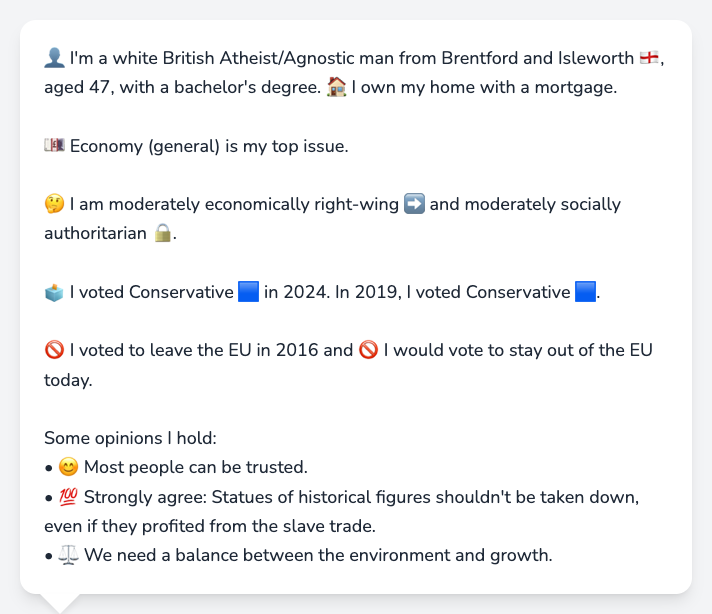 👤 I'm a white British Atheist/Agnostic man from Brentford and Isleworth 🏴󠁧󠁢󠁥󠁮󠁧󠁿,
aged 47, with a bachelor's degree. 🏠 I own my home with a mortgage.
💷 Economy (general) is my top issue.
🤔 I am moderately economically right-wing ➡️ and moderately socially
authoritarian 🔒.
🗳️ I voted Conservative 🟦 in 2024. In 2019, I voted Conservative 🟦.
🚫 I voted to leave the EU in 2016 and 🚫 I would vote to stay out of the EU
today.
Some opinions I hold:
• 😊 Most people can be trusted.
• 💯 Strongly agree: Statues of historical figures shouldn't be taken down,
even if they profited from the slave trade.
• ⚖️ We need a balance between the environment and growth.